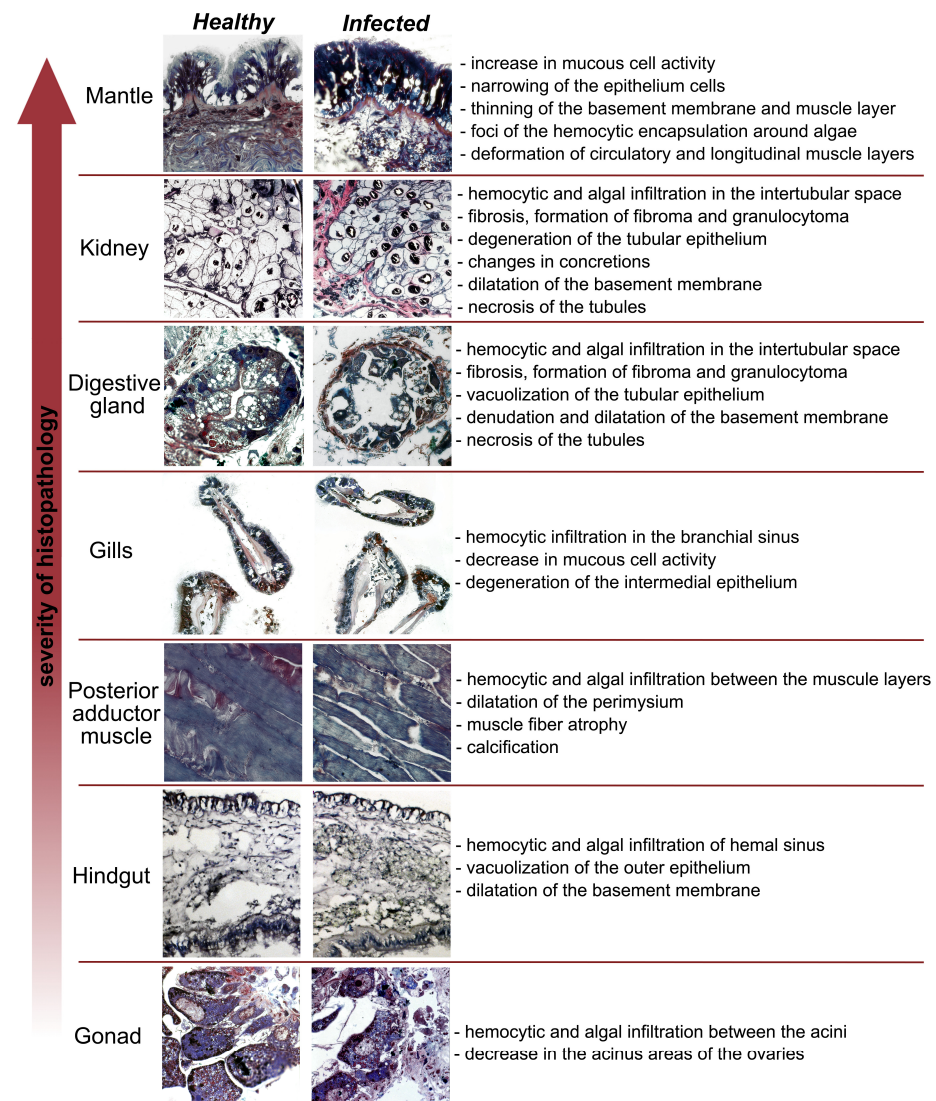 Healthy Infected
severity of histopathology
Mantle
- increase in mucous cell activity
- narrowing of the epithelium cells
- thinning of the basement membrane and muscle layer
- foci of the hemocytic encapsulation around algae
- deformation of circulatory and longitudinal muscle layers
Kidney
- hemocytic and algal infiltration in the intertubular space
- fibrosis, formation of fibroma and granulocytoma
- degeneration of the tubular epithelium
- changes in concretions
- dilatation of the basement membrane
- necrosis of the tubules
Digestive
gland
- hemocytic and algal infiltration in the intertubular space
- fibrosis, formation of fibroma and granulocytoma
- vacuolization of the tubular epithelium
- denudation and dilatation of the basement membrane
- necrosis of the tubules
Gills
- hemocytic infiltration in the branchial sinus
- decrease in mucous cell activity
- degeneration of the intermedial epithelium
Posterior
adductor
muscle
- hemocytic and algal infiltration between the muscule layers
- dilatation of the perimysium
- muscle fiber atrophy
- calcification
Hindgut
- hemocytic and algal infiltration of hemal sinus
- vacuolization of the outer epithelium
- dilatation of the basement membrane
Gonad
- hemocytic and algal infiltration between the acini
- decrease in the acinus areas of the ovaries